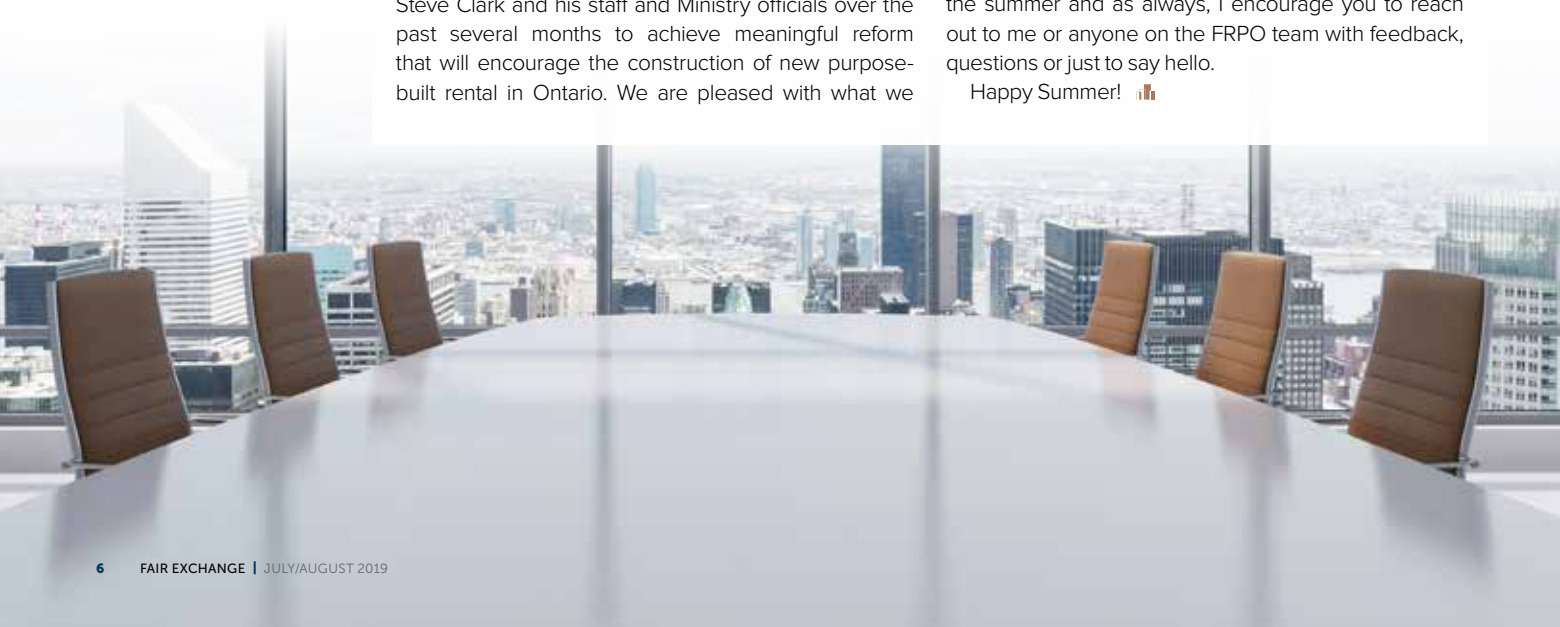 Steve Clark and his staff and Ministry officials over the
past several months to achieve meaningful reform
that will encourage the construction of new purpose-
built rental in Ontario. We are pleased with what we
the summer and as always, I encourage you to reach
out to me or anyone on the FRPO team with feedback,
questions or just to say hello.
Happy Summer!
6 FAIR EXCHANGE | JULY/AUGUST 2019